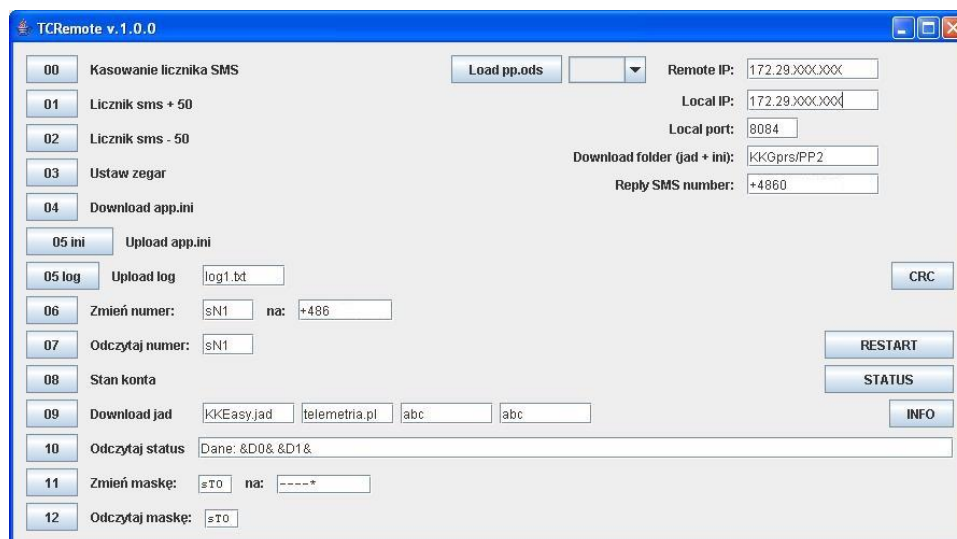 TCRemote v.1.0.0
00 Kasowanie licznika SMS Load pp.ods Remote IP: 172.29.XXX.XXX
01 Licznik sms + 50 Local IP: 172.29.XXX.XXX
02 Licznik sms - 50 Local port: 8084
Download folder (jad + ini): KKGprs/PP2
03 Ustaw zegar Reply SMS number: +4860
04 Download app.ini
05 ini Upload app.ini
05 log Upload log log1.txt CRC
06 Zmień numer: sN1 na: +486
07 Odczytaj numer: sN1 RESTART
08 Stan konta STATUS
09 Download jad KKEasy.jad telemetria.pl abc abc INFO
10 Odczytaj status Dane: &D0& &D1&
11 Zmień maskę: sT0 na: ----*
12 Odczytaj maskę: sT0